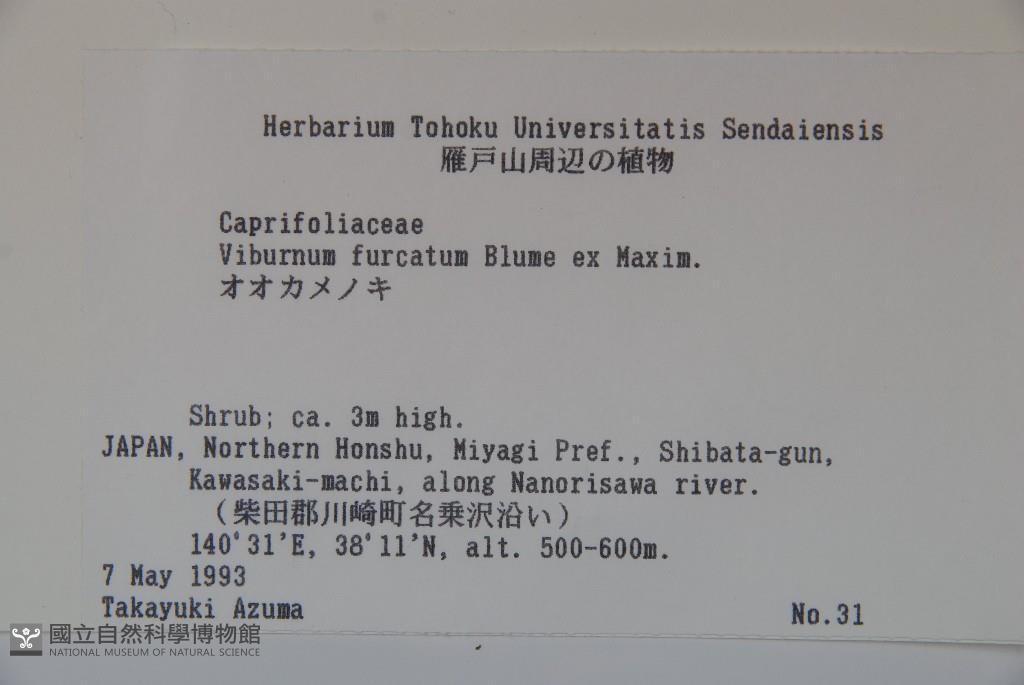 Herbarium Tohoku Universitatis Sendaiensis
雁戸山周辺の植物
Caprifoliaceae
Viburnum furcatum Blume ex Maxim.
オオカメノキ
Shrub; ca. 3m high.
JAPAN, Northern Honshu, Miyagi Pref., Shibata-gun,
Kawasaki-machi, along Nanorisawa river.
（柴田郡川崎町名乗沢沿い）
140°31'E, 38°11'N, alt. 500-600m.
7 May 1993
Takayuki Azuma No.31
國立自然科學博物館
NATIONAL MUSEUM OF NATURAL SCIENCE